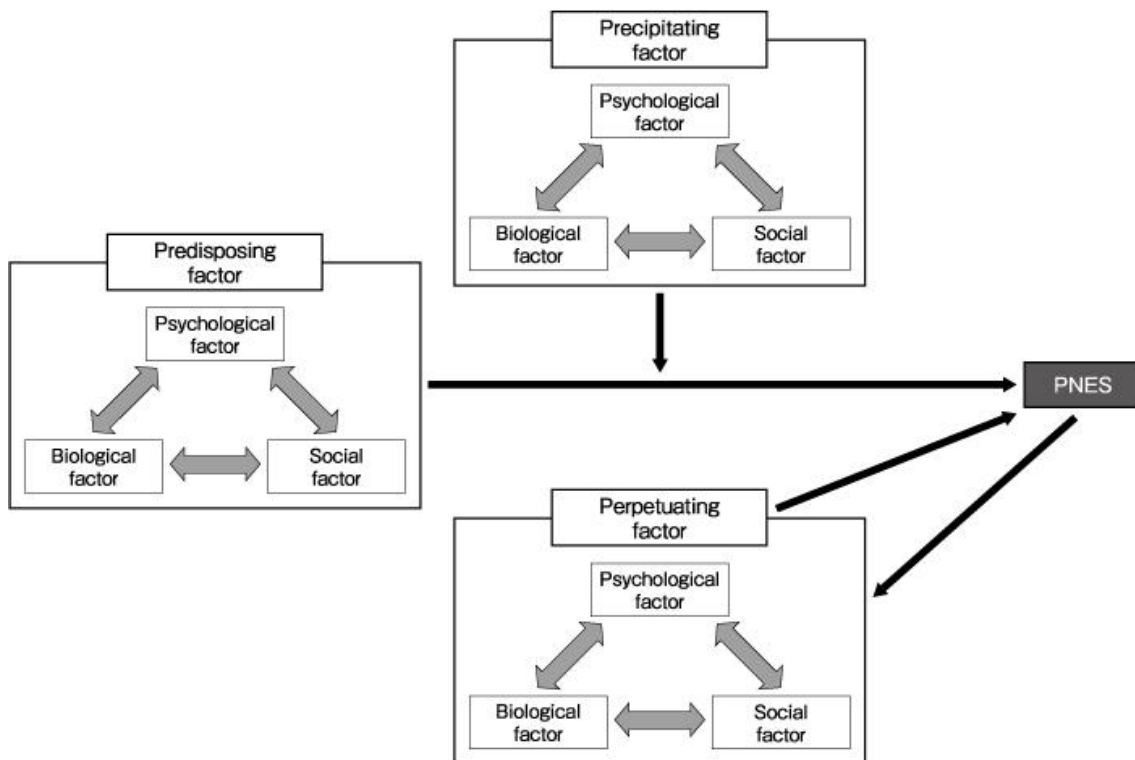 Precipitating
factor
Psychological
factor
Biological
factor
Social
factor
Predisposing
factor
Psychological
factor
Biological
factor
Social
factor
PNES
Perpetuating
factor
Psychological
factor
Biological
factor
Social
factor